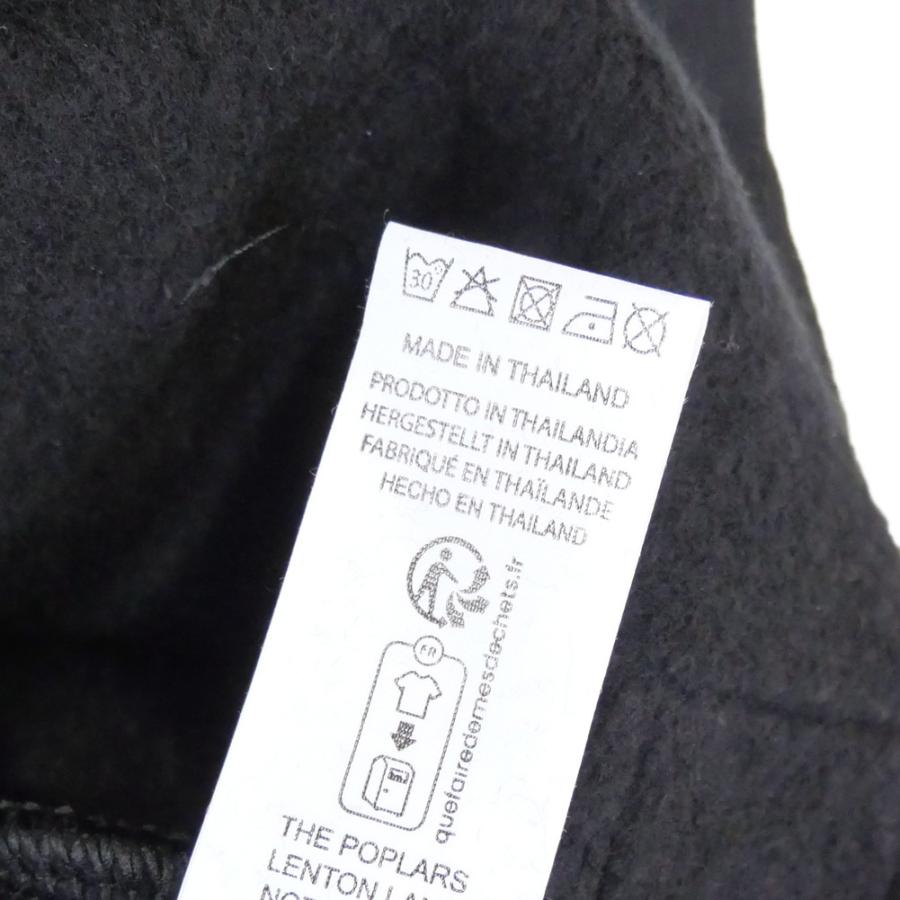 30°
MADE IN THAILAND
PRODOTTO IN THAILANDIA
HERGESTELLT IN THAILAND
FABRIQUÉ EN THAÏLANDE
HECHO EN THAILAND
FR
quefairedemesdechets.fr
THE POPLARS
LENTON